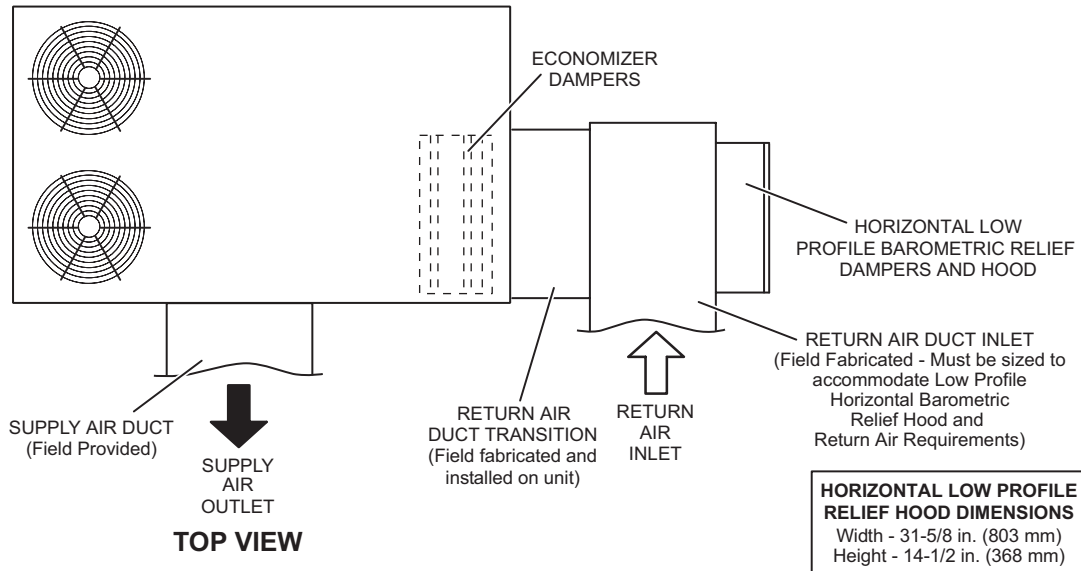 ECONOMIZER
DAMPERS
HORIZONTAL LOW
PROFILE BAROMETRIC RELIEF
DAMPERS AND HOOD
SUPPLY AIR DUCT
(Field Provided)
SUPPLY
AIR
OUTLET
RETURN AIR
DUCT TRANSITION
(Field fabricated and
installed on unit)
RETURN
AIR
INLET
RETURN AIR DUCT INLET
(Field Fabricated - Must be sized to
accommodate Low Profile
Horizontal Barometric
Relief Hood and
Return Air Requirements)
TOP VIEW
HORIZONTAL LOW PROFILE
RELIEF HOOD DIMENSIONS
Width - 31-5/8 in. (803 mm)
Height - 14-1/2 in. (368 mm)